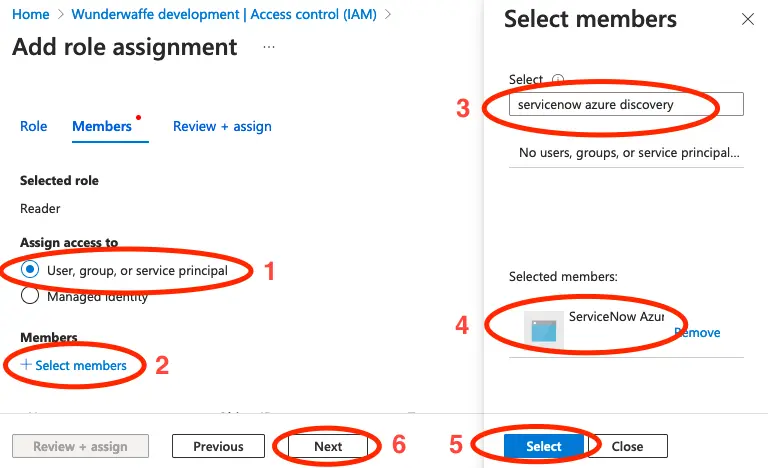 Home > Wunderwaffe development | Access control (IAM) >
Add role assignment ...
Role Members Review + assign
Selected role
Reader
Assign access to
User, group, or service principal 1
Managed identity
Members
+ Select members 2
Review + assign Previous Next 6
Select members
Select
3 servicenow azure discovery
No users, groups, or service principal...
Selected members:
4 ServiceNow Azur
Remove
5 Select Close